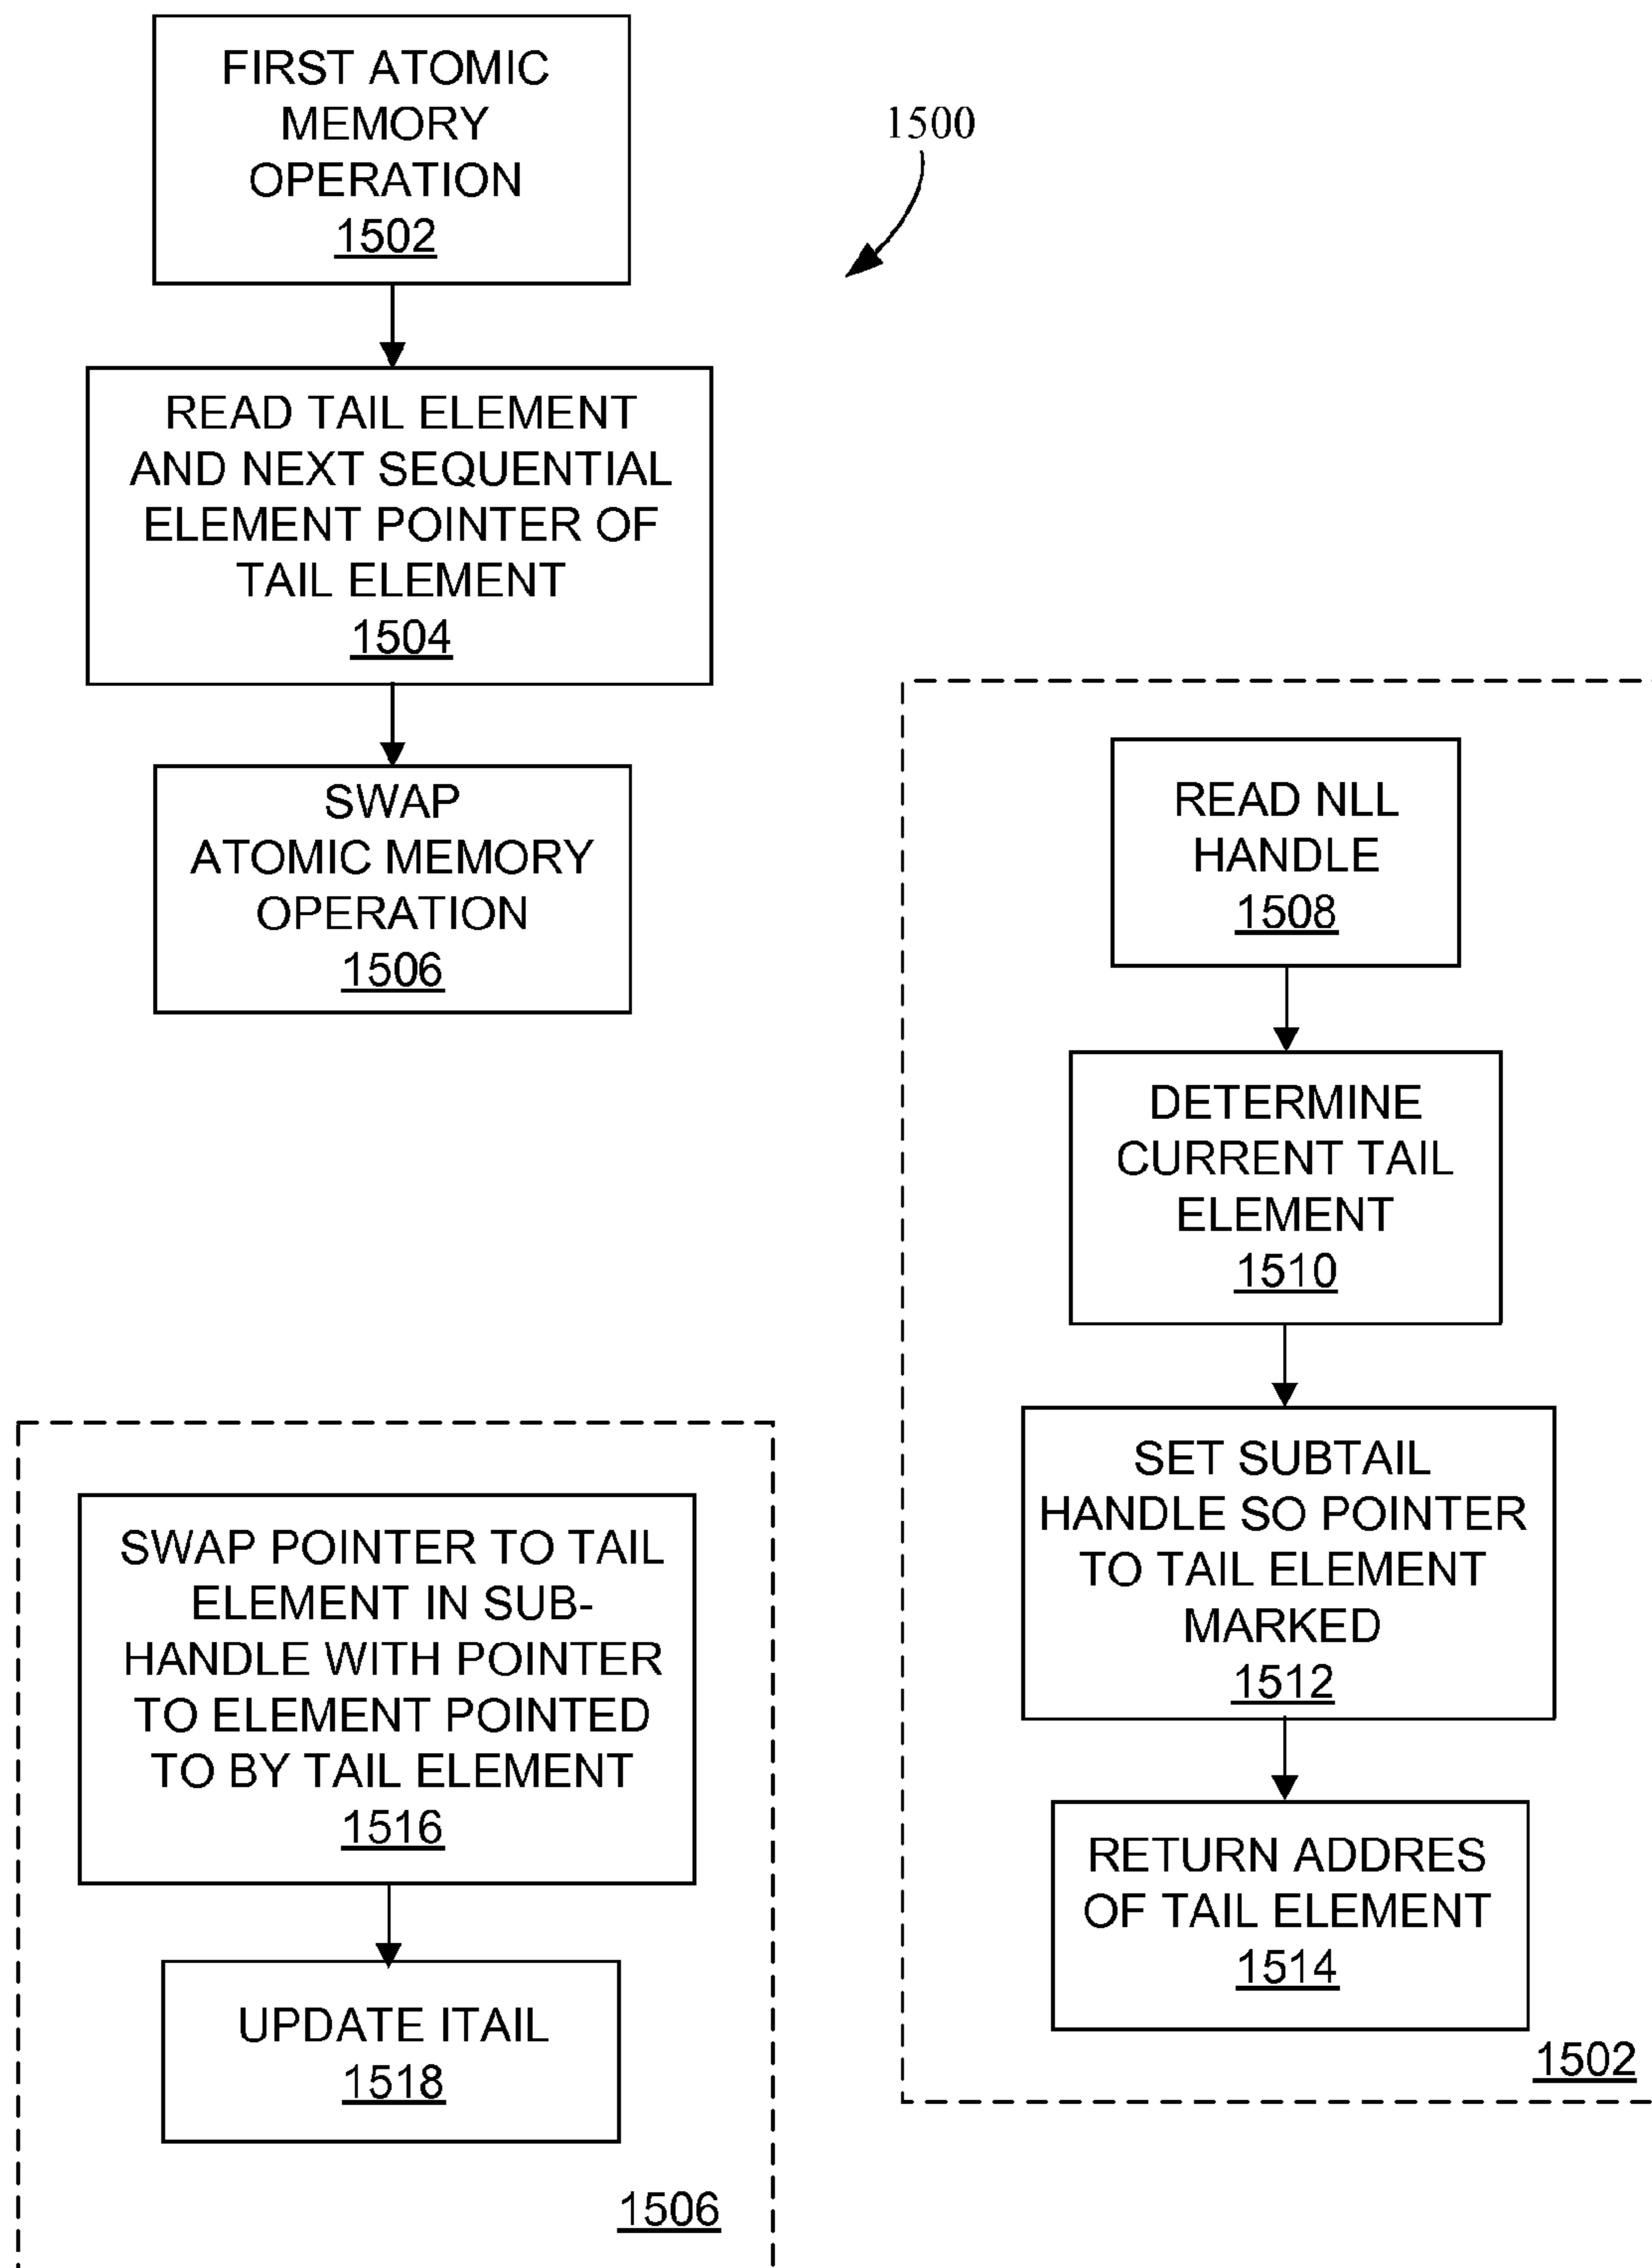 FIRST ATOMIC
MEMORY
OPERATION
1502
1500
READ TAIL ELEMENT
AND NEXT SEQUENTIAL
ELEMENT POINTER OF
TAIL ELEMENT
1504
SWAP
ATOMIC MEMORY
OPERATION
1506
READ NLL
HANDLE
1508
DETERMINE
CURRENT TAIL
ELEMENT
1510
SET SUBTAIL
HANDLE SO POINTER
TO TAIL ELEMENT
MARKED
1512
RETURN ADDRES
OF TAIL ELEMENT
1514
1502
SWAP POINTER TO TAIL
ELEMENT IN SUB-
HANDLE WITH POINTER
TO ELEMENT POINTED
TO BY TAIL ELEMENT
1516
UPDATE ITAIL
1518
1506